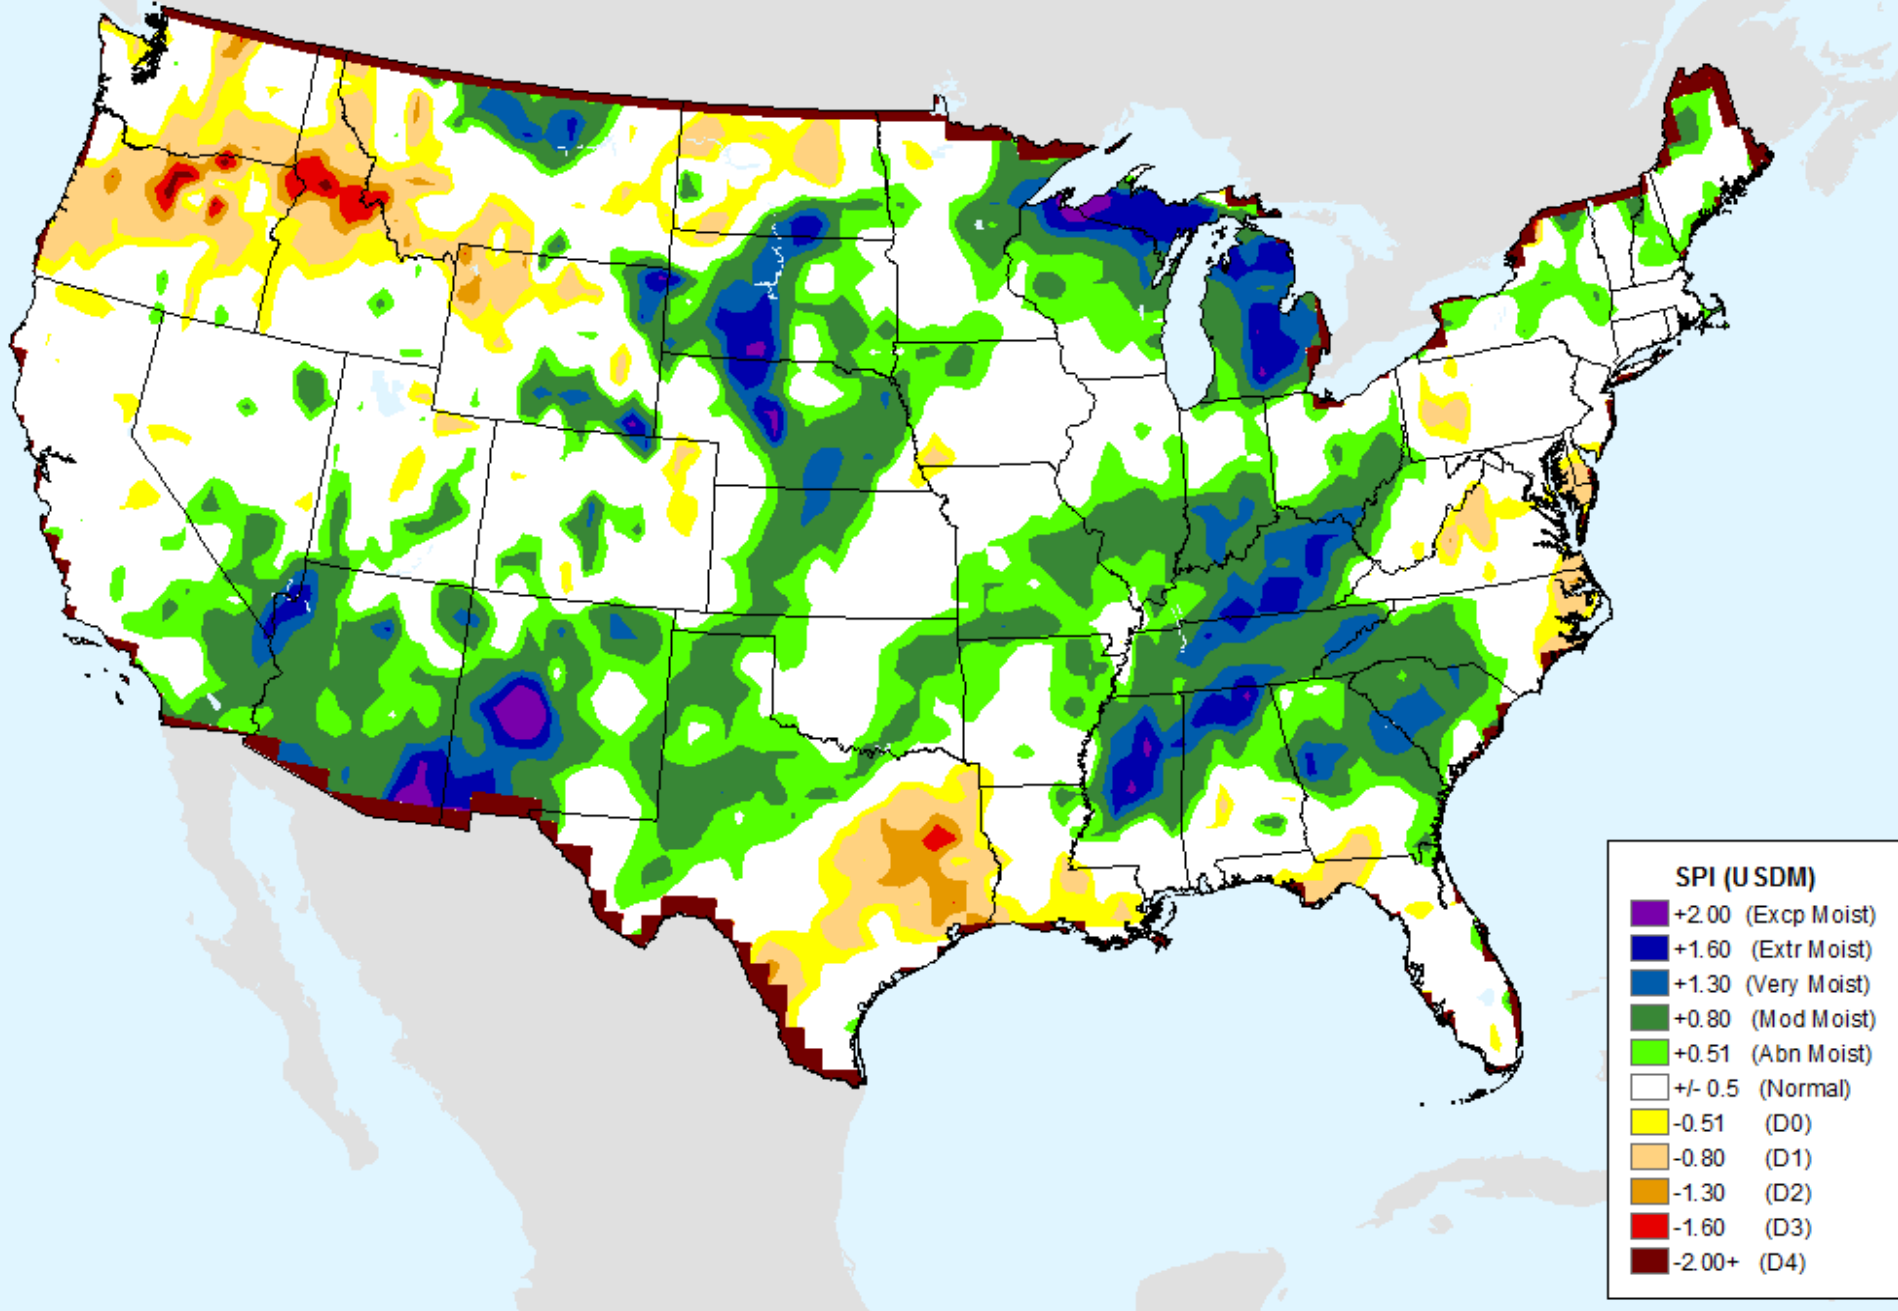 SPI (USDM)
+2.00 (Excp Moist)
+1.60 (Extr Moist)
+1.30 (Very Moist)
+0.80 (Mod Moist)
+0.51 (Abn Moist)
+/- 0.5 (Normal)
-0.51 (D0)
-0.80 (D1)
-1.30 (D2)
-1.60 (D3)
-2.00+ (D4)